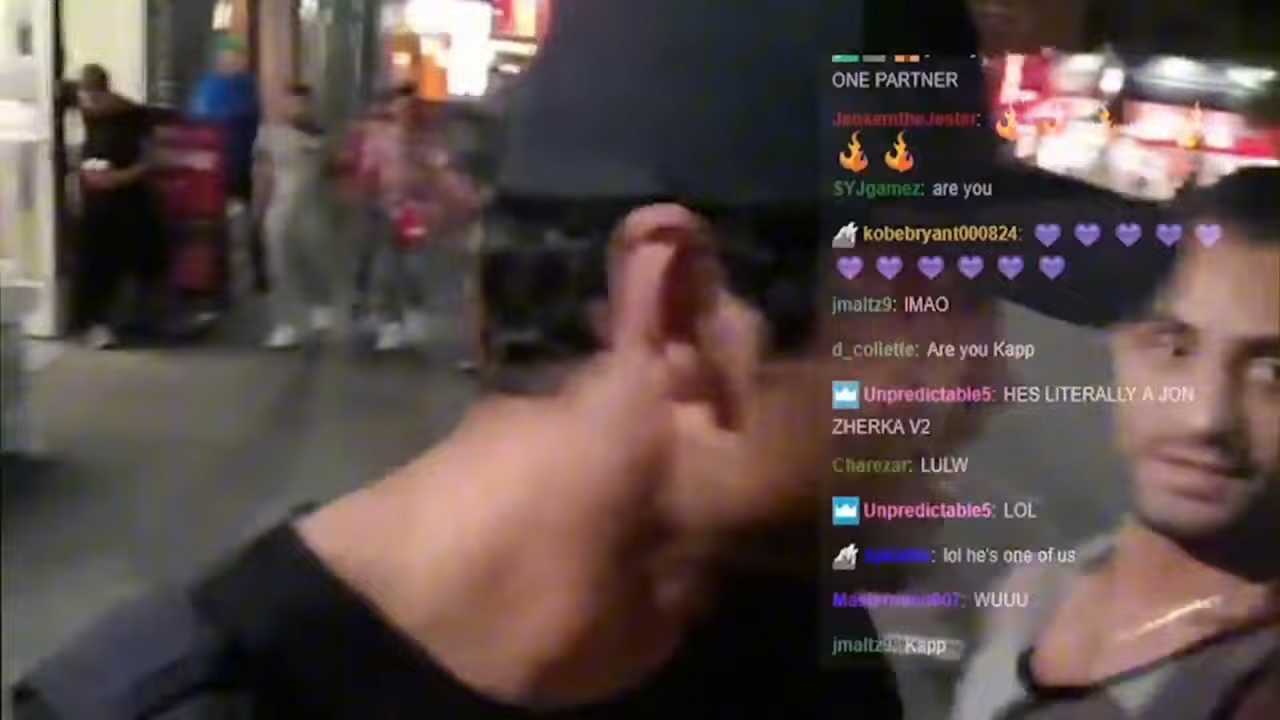 ONE PARTNER
JenkemtheJester:
SYJgamez: are you
kobebryant000824:
jmaltz9: lMAO
d_collette: Are you Kapp
Unpredictable5: HES LITERALLY A JON
ZHERKA V2
Charezar: LULW
Unpredictable5: LOL
: lol he's one of us
WUUU
jmaltz9: Kapp